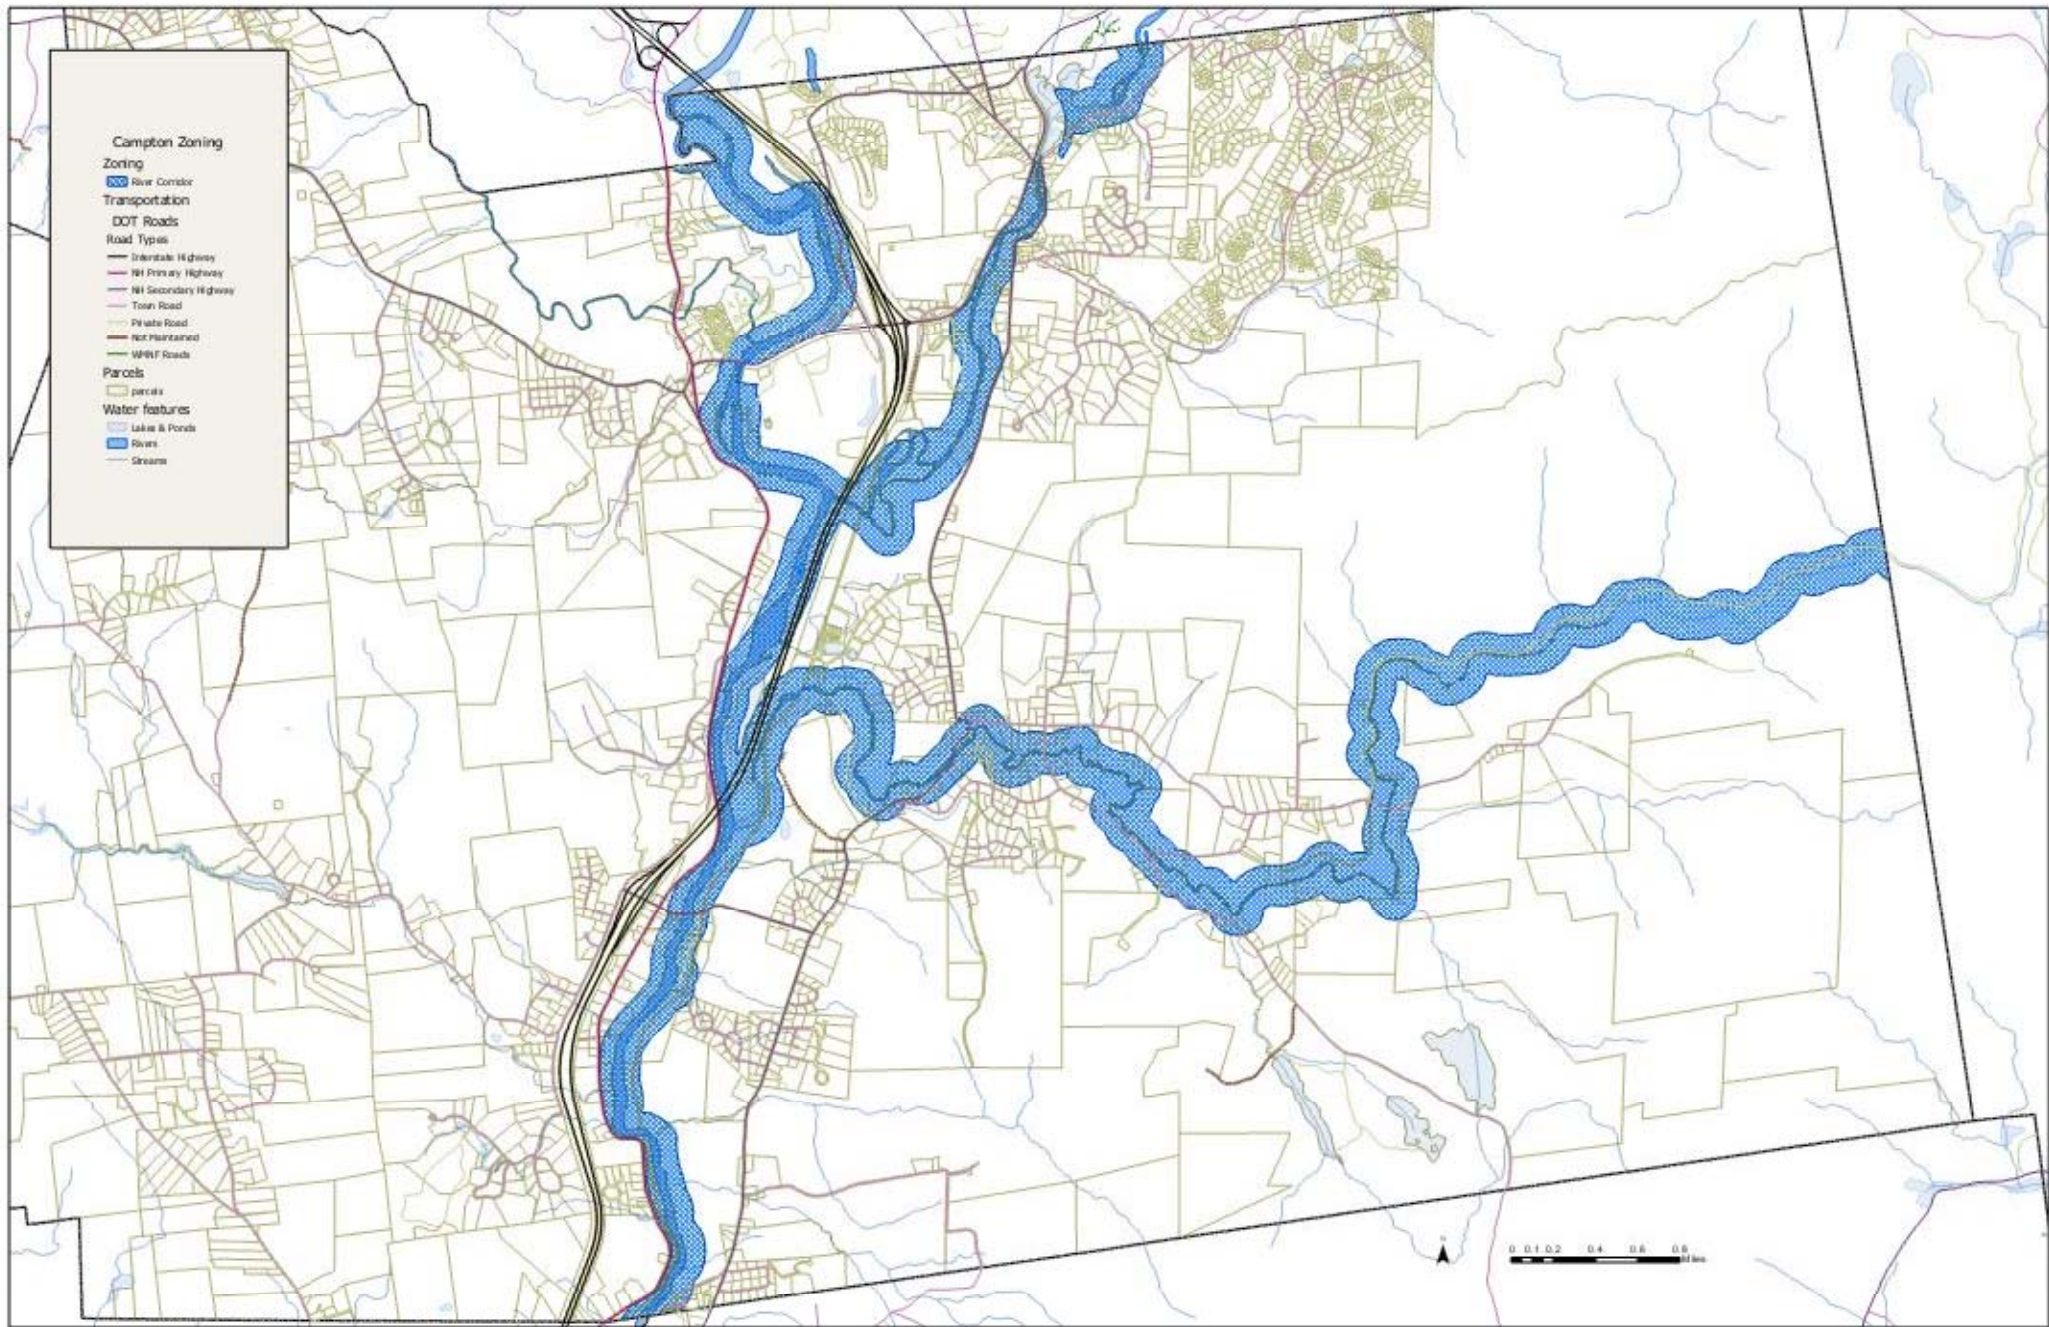 Campton Zoning
Zoning
River Corridor
Transportation
DOT Roads
Road Types
Interstate Highway
NH Primary Highway
NH Secondary Highway
Town Road
Private Road
Not Maintained
WMNF Roads
Parcels
parcels
Water features
Lakes & Ponds
Rivers
Streams
N
0 0.1 0.2 0.4 0.6 0.8
Miles